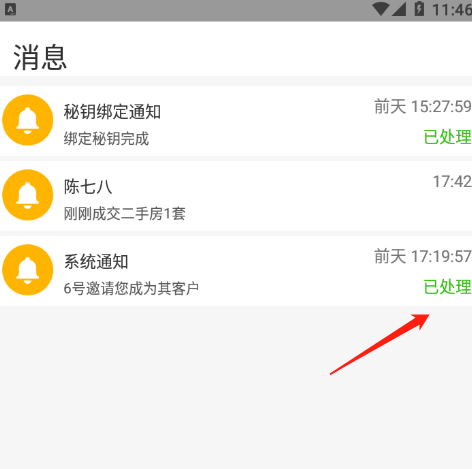 A
11:46
消息
秘钥绑定通知
前天 15:27:59
绑定秘钥完成
已处理
陈七八
17:42
刚刚成交二手房1套
系统通知
前天 17:19:57
6号邀请您成为其客户
已处理